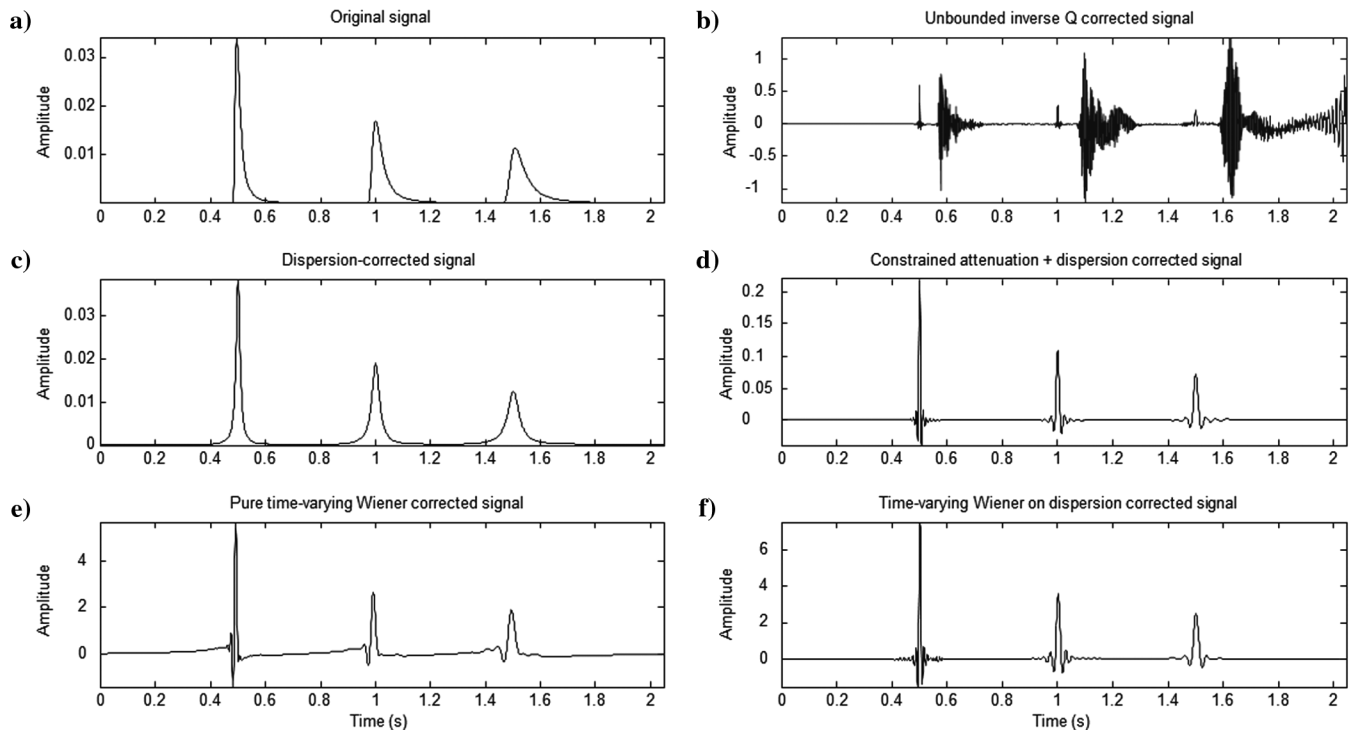 a)
Original signal
Amplitude
0.03
0.02
0.01
0 0.2 0.4 0.6 0.8 1 1.2 1.4 1.6 1.8 2
b)
Unbounded inverse Q corrected signal
Amplitude
1
0.5
0
-0.5
-1
0 0.2 0.4 0.6 0.8 1 1.2 1.4 1.6 1.8 2
c)
Dispersion-corrected signal
Amplitude
0.03
0.02
0.01
0
0 0.2 0.4 0.6 0.8 1 1.2 1.4 1.6 1.8 2
d)
Constrained attenuation + dispersion corrected signal
Amplitude
0.2
0.15
0.1
0.05
0
0 0.2 0.4 0.6 0.8 1 1.2 1.4 1.6 1.8 2
e)
Pure time-varying Wiener corrected signal
Amplitude
4
2
0
0 0.2 0.4 0.6 0.8 1 1.2 1.4 1.6 1.8 2
Time (s)
f)
Time-varying Wiener on dispersion corrected signal
Amplitude
6
4
2
0
0 0.2 0.4 0.6 0.8 1 1.2 1.4 1.6 1.8 2
Time (s)